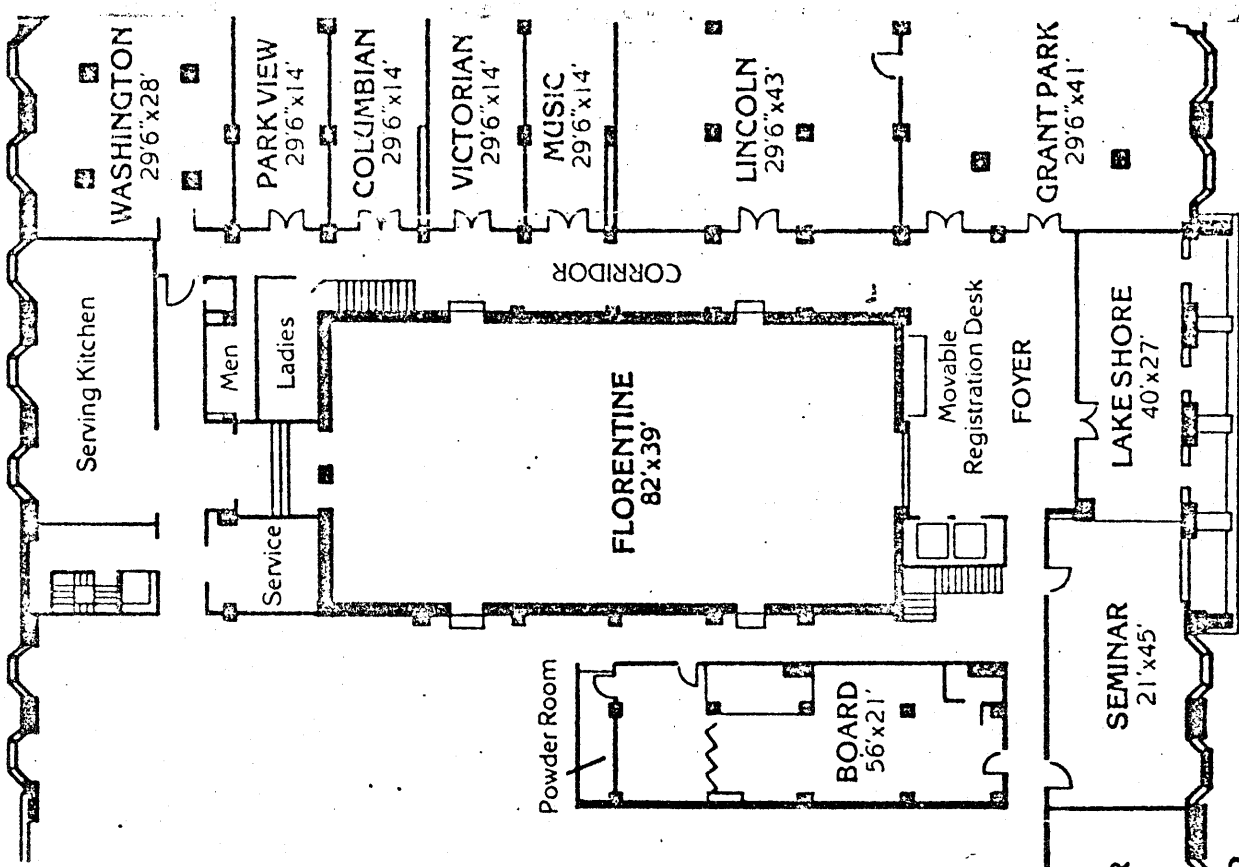 WASHINGTON
29'6"x28'
PARK VIEW
29'6"x14'
COLUMBIAN
29'6"x14'
VICTORIAN
29'6"x14'
MUSIC
29'6"x14'
LINCOLN
29'6"x43'
GRANT PARK
29'6"x41'
Serving Kitchen
Men
Ladies
Service
CORRIDOR
FLORENTINE
82'x39'
Movable
Registration Desk
FOYER
LAKE SHORE
40'x27'
SEMINAR
21'x45'
Powder Room
BOARD
56'x21'
R